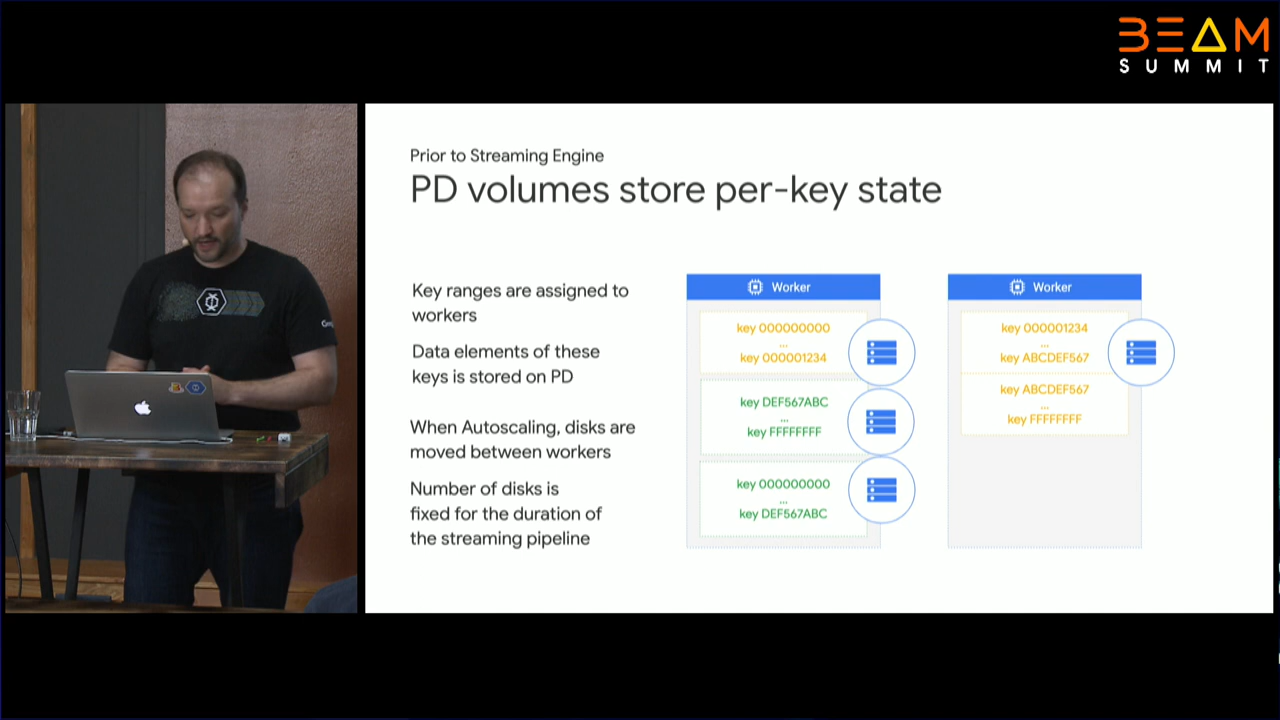 BEAM
SUMMIT
Prior to Streaming Engine
PD volumes store per-key state
Key ranges are assigned to
workers
Data elements of these
keys is stored on PD
When Autoscaling, disks are
moved between workers
Number of disks is
fixed for the duration of
the streaming pipeline
Worker
key 000000000
...
key 000001234
key DEF567ABC
...
key FFFFFFFF
key 000000000
...
key DEF567ABC
Worker
key 000001234
...
key ABCDEF567
key ABCDEF567
...
key FFFFFFFF